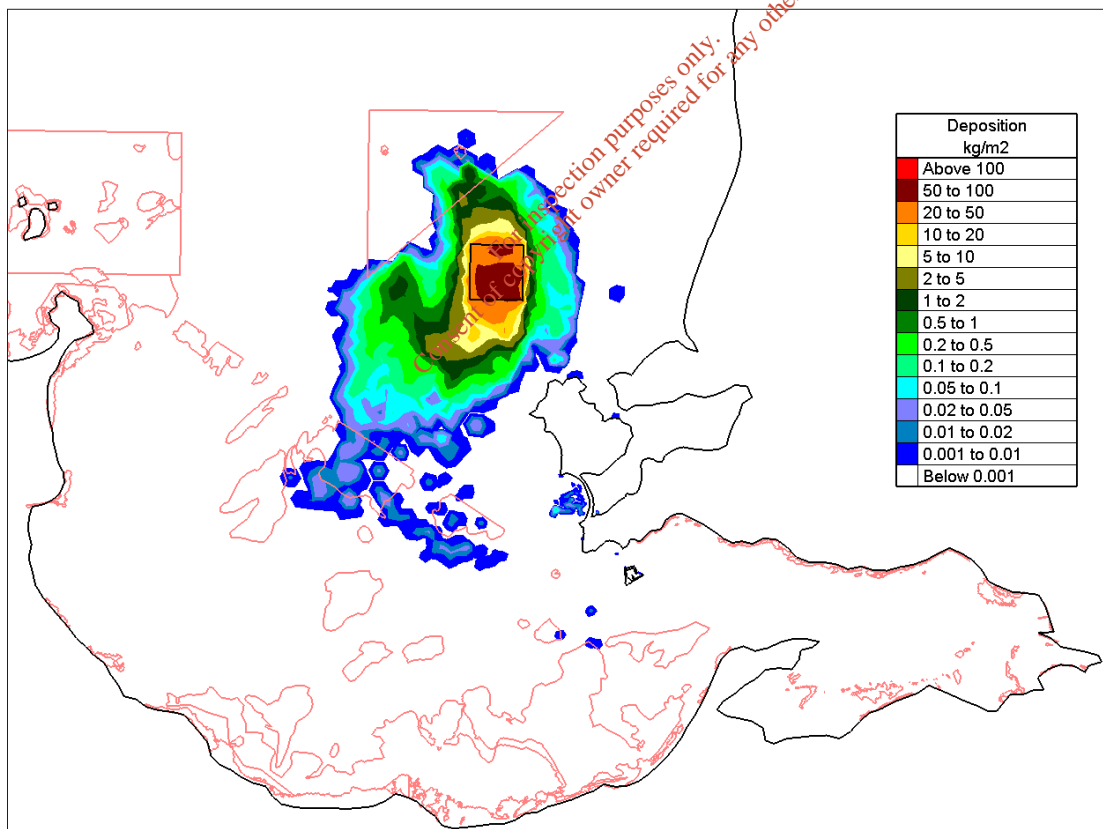 For inspection purposes only.
Consent of copyright owner required for any othe
Deposition
kg/m2
Above 100
50 to 100
20 to 50
10 to 20
5 to 10
2 to 5
1 to 2
0.5 to 1
0.2 to 0.5
0.1 to 0.2
0.05 to 0.1
0.02 to 0.05
0.01 to 0.02
0.001 to 0.01
Below 0.001